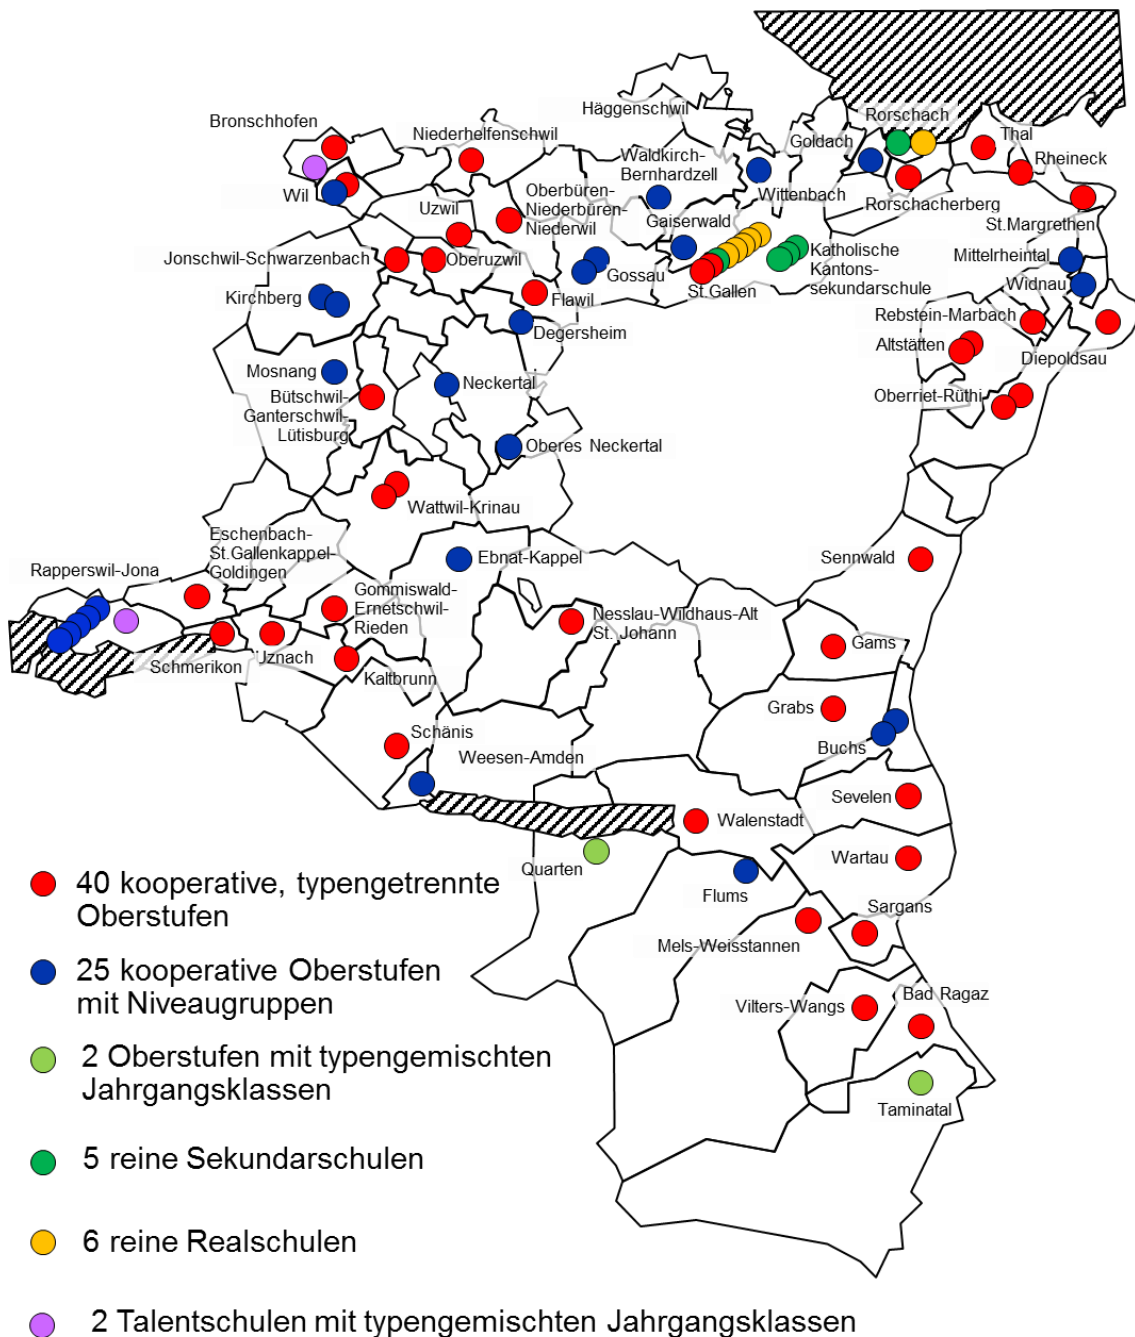 Häggenschwil
Rorschach
Bronschhofen
Niederhelfenschwil
Goldach
Thal
Waldkirch-
Bernhardzell
Rheineck
Wil
Oberbüren-
Niederbüren-
Niederwil
Wittenbach
Uzwil
Rorschacherberg
Gaiserwald
St.Margrethen
Jonschwil-Schwarzenbach
Oberuzwil
Gossau
St.Gallen
Katholische
Kantons-
sekundarschule
Mittelrheintal
Widnau
Kirchberg
Flawil
Degersheim
Rebstein-Marbach
Altstätten
Diepoldsau
Mosnang
Neckertal
Bütschwil-
Ganterschwil-
Lütisburg
Oberriet-Rüthi
Oberes Neckertal
Wattwil-Krinau
Eschenbach-
St.Gallenkappel-
Goldingen
Rapperswil-Jona
Ebnat-Kappel
Sennwald
Gommiswald-
Ernetschwil-
Rieden
Nesslau-Wildhaus-Alt
St. Johann
Gams
Schmerikon
Uznach
Kaltbrunn
Grabs
Schänis
Buchs
Weesen-Amden
Sevelen
Walenstadt
Quarten
Wartau
Flums
Sargans
Mels-Weisstannen
Vilters-Wangs
Bad Ragaz
Taminatal
40 kooperative, typengetrennte
Oberstufen
25 kooperative Oberstufen
mit Niveaugruppen
2 Oberstufen mit typengemischten
Jahrgangsklassen
5 reine Sekundarschulen
6 reine Realschulen
2 Talentschulen mit typengemischten Jahrgangsklassen